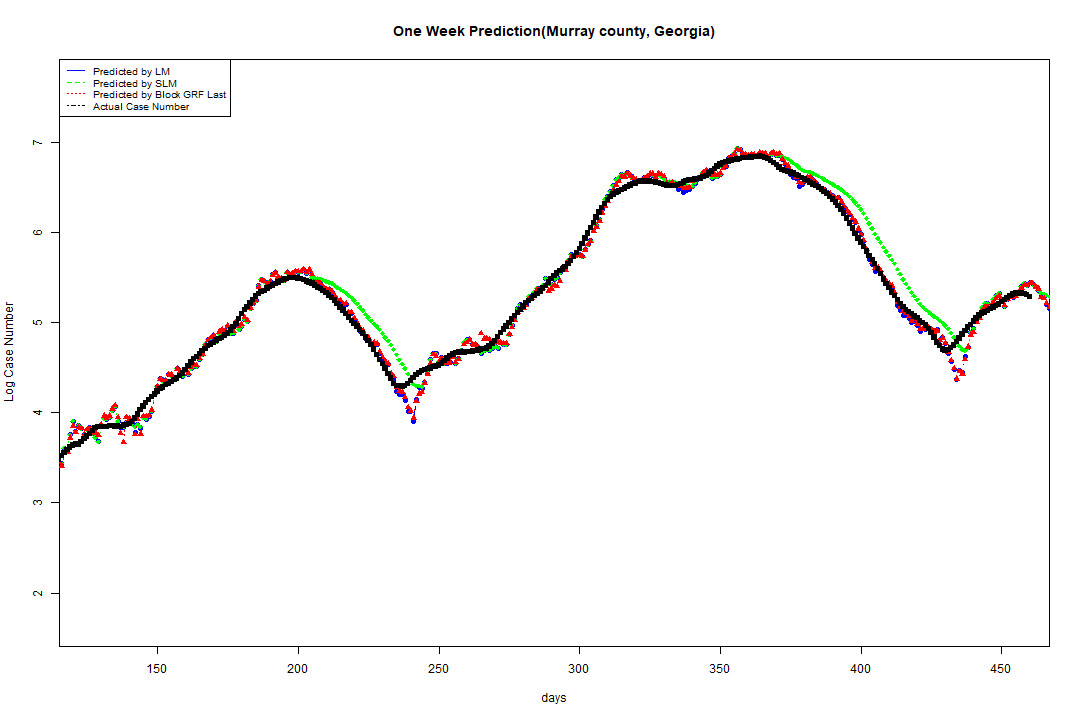 One Week Prediction(Murray county, Georgia)
Predicted by LM
Predicted by SLM
Predicted by Block GRF Last
Actual Case Number
7
6
5
4
3
2
Log Case Number
150 200 250 300 350 400 450
days